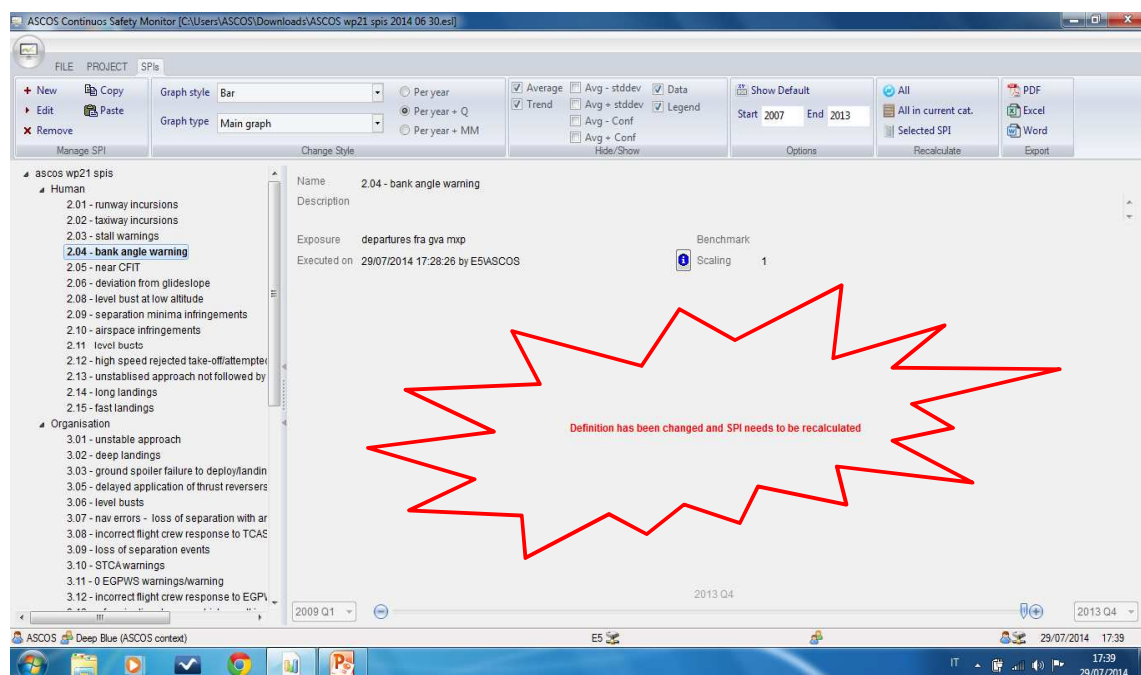 ASCOS Continuos Safety Monitor [C:\Users\ASCOS\Downloads\ASCOS wp21 spis 2014 06 30.esl]
FILE PROJECT SPIs
New Copy
Edit Paste
Remove
Manage SPI
Graph style Bar
Graph type Main graph
Per year
Per year + Q
Per year + MM
Change Style
Average Avg - stddev Data
Trend Avg + stddev Legend
Avg - Conf
Avg + Conf
Hide/Show
Show Default
Start 2007 End 2013
Options
All
All in current cat.
Selected SPI
Recalculate
PDF
Excel
Word
Export
ascos wp21 spis
Human
2.01 - runway incursions
2.02 - taxiway incursions
2.03 - stall warnings
2.04 - bank angle warning
2.05 - near CFIT
2.06 - deviation from glideslope
2.08 - level bust at low altitude
2.09 - separation minima infringements
2.10 - airspace infringements
2.11 level busts
2.12 - high speed rejected take-off/attempted
2.13 - unstablised approach not followed by
2.14 - long landings
2.15 - fast landings
Organisation
3.01 - unstable approach
3.02 - deep landings
3.03 - ground spoiler failure to deploy/landin
3.05 - delayed application of thrust reversers
3.06 - level busts
3.07 - nav errors - loss of separation with ar
3.08 - incorrect flight crew response to TCAS
3.09 - loss of separation events
3.10 - STCA warnings
3.11 - 0 EGPWS warnings/warning
3.12 - incorrect flight crew response to EGPW
Name 2.04 - bank angle warning
Description
Exposure departures fra gva mxp Benchmark
Executed on 29/07/2014 17:28:26 by E5\ASCOS Scaling 1
Definition has been changed and SPI needs to be recalculated
2013 Q4
2009 Q1 2013 Q4
ASCOS Deep Blue (ASCOS context) E5 29/07/2014 17:39
IT 17:39
29/07/2014